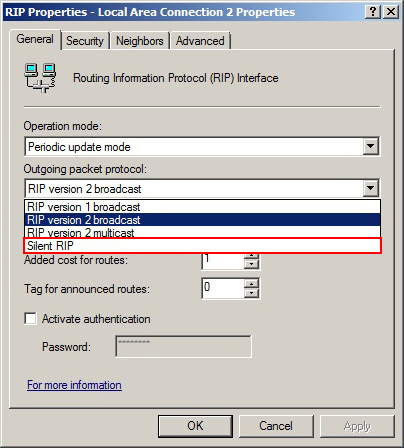 RIP Properties - Local Area Connection 2 Properties
General Security Neighbors Advanced
Routing Information Protocol (RIP) Interface
Operation mode:
Periodic update mode
Outgoing packet protocol:
RIP version 2 broadcast
RIP version 1 broadcast
RIP version 2 broadcast
RIP version 2 multicast
Silent RIP
Added cost for routes: 1
Tag for announced routes: 0
Activate authentication
Password: ********
For more information
OK Cancel Apply